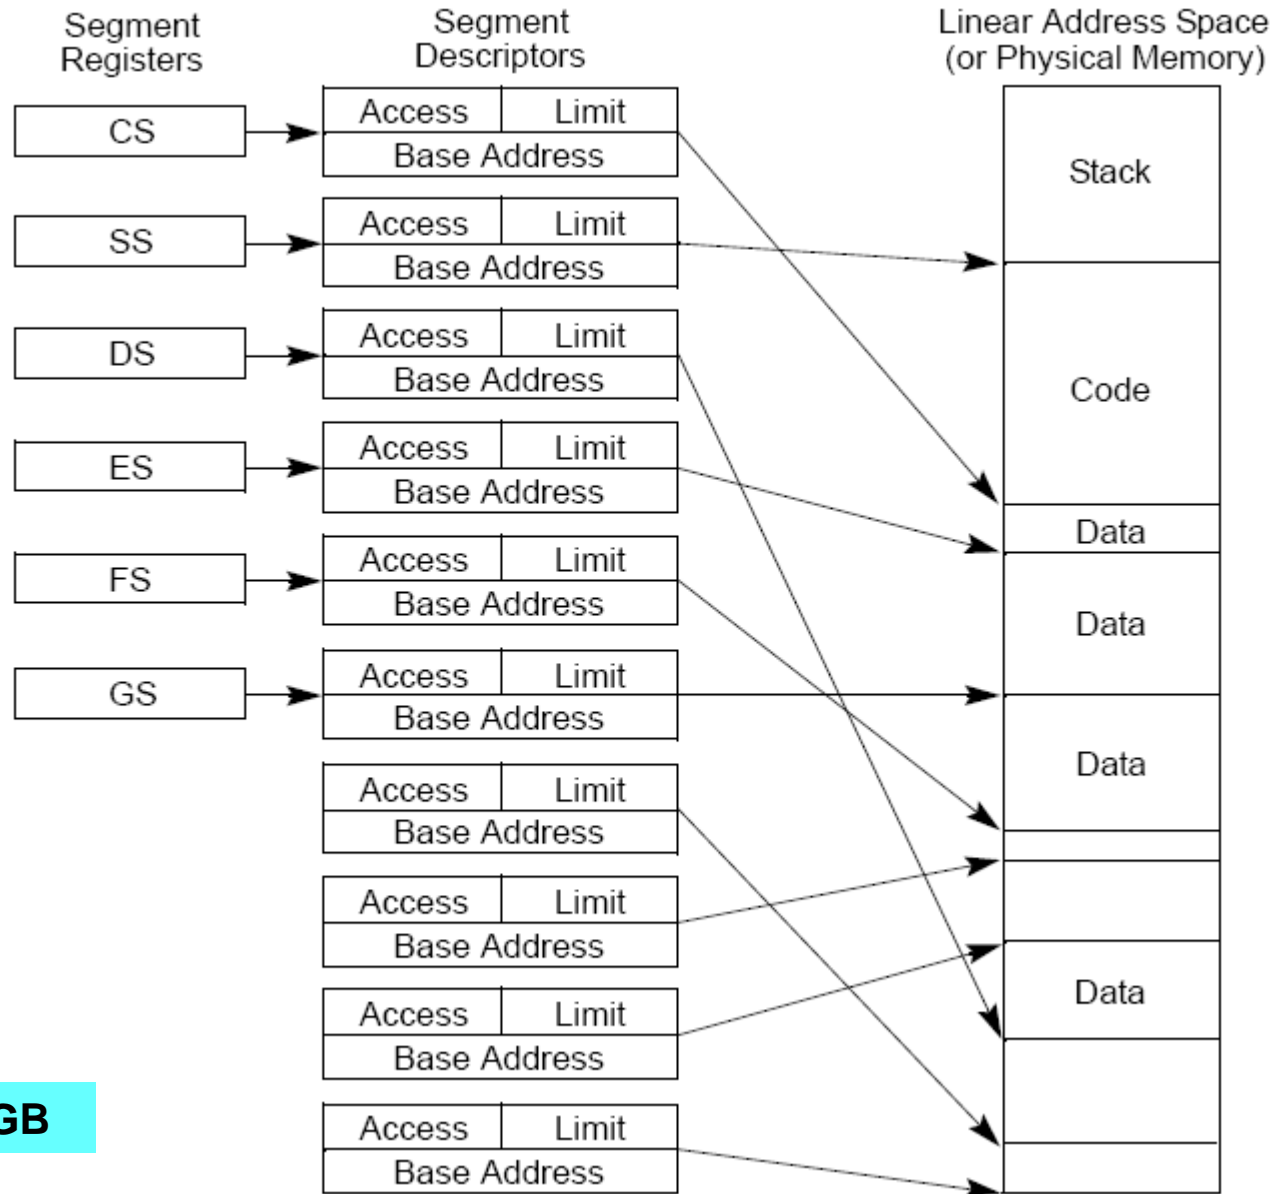 Segment
Registers
Segment
Descriptors
Linear Address Space
(or Physical Memory)
CS
Access Limit
Base Address
Stack
SS
Access Limit
Base Address
DS
Access Limit
Base Address
Code
ES
Access Limit
Base Address
Data
FS
Access Limit
Base Address
Data
GS
Access Limit
Base Address
Data
Access Limit
Base Address
Access Limit
Base Address
Access Limit
Base Address
Data
GB
Access Limit
Base Address